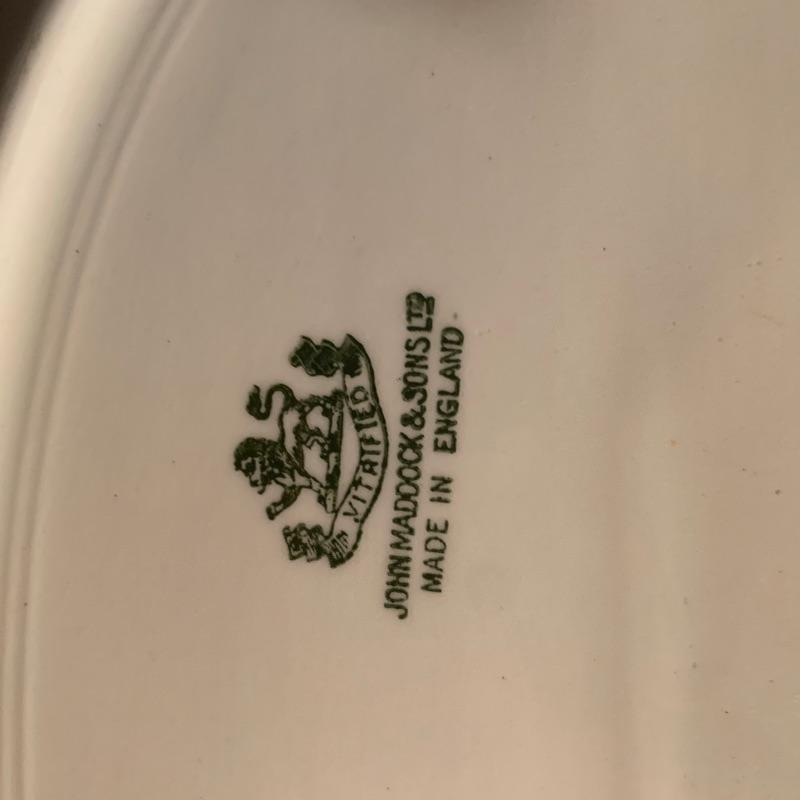 VITRIFIED
JOHN MADDOCK & SONS LTD
MADE IN ENGLAND